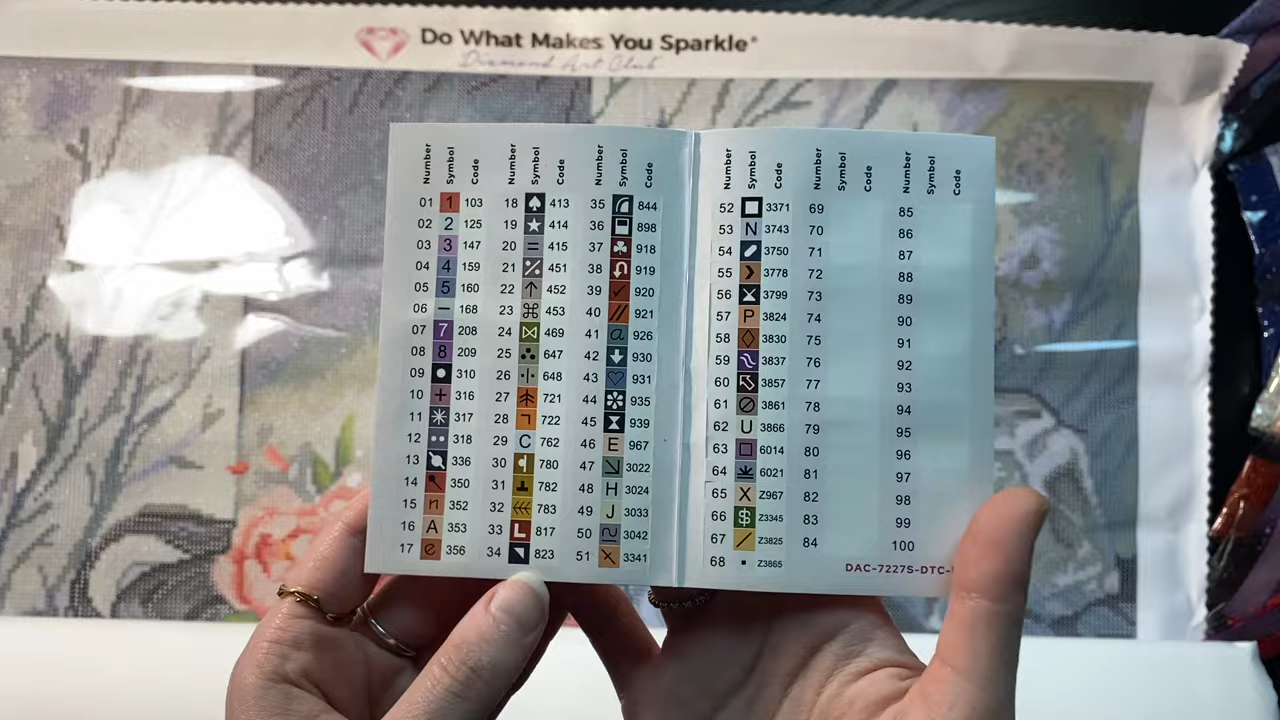 Do What Makes You Sparkle®
Diamond Art Club
Number Symbol Code Number Symbol Code Number Symbol Code Number Symbol Code Number Symbol Code Number Symbol Code
01 1 103 18 ♠ 413 35 844 52 3371 69 85
02 2 125 19 ★ 414 36 898 53 N 3743 70 86
03 3 147 20 = 415 37 ♣ 918 54 3750 71 87
04 4 159 21 451 38 919 55 3778 72 88
05 5 160 22 ↑ 452 39 ✓ 920 56 3799 73 89
06 – 168 23 ⌘ 453 40 // 921 57 P 3824 74 90
07 7 208 24 469 41 a 926 58 ◇ 3830 75 91
08 8 209 25 647 42 930 59 3837 76 92
09 ● 310 26 648 43 ♡ 931 60 3857 77 93
10 + 316 27 721 44 935 61 3861 78 94
11 317 28 722 45 939 62 U 3866 79 95
12 318 29 C 762 46 E 967 63 □ 6014 80 96
13 336 30 780 47 3022 64 6021 81 97
14 350 31 782 48 H 3024 65 X Z967 82 98
15 n 352 32 783 49 J 3033 66 $ Z3345 83 99
16 A 353 33 L 817 50 3042 67 / Z3825 84 100
17 e 356 34 823 51 3341 68 Z3865
DAC-7227S-DTC-